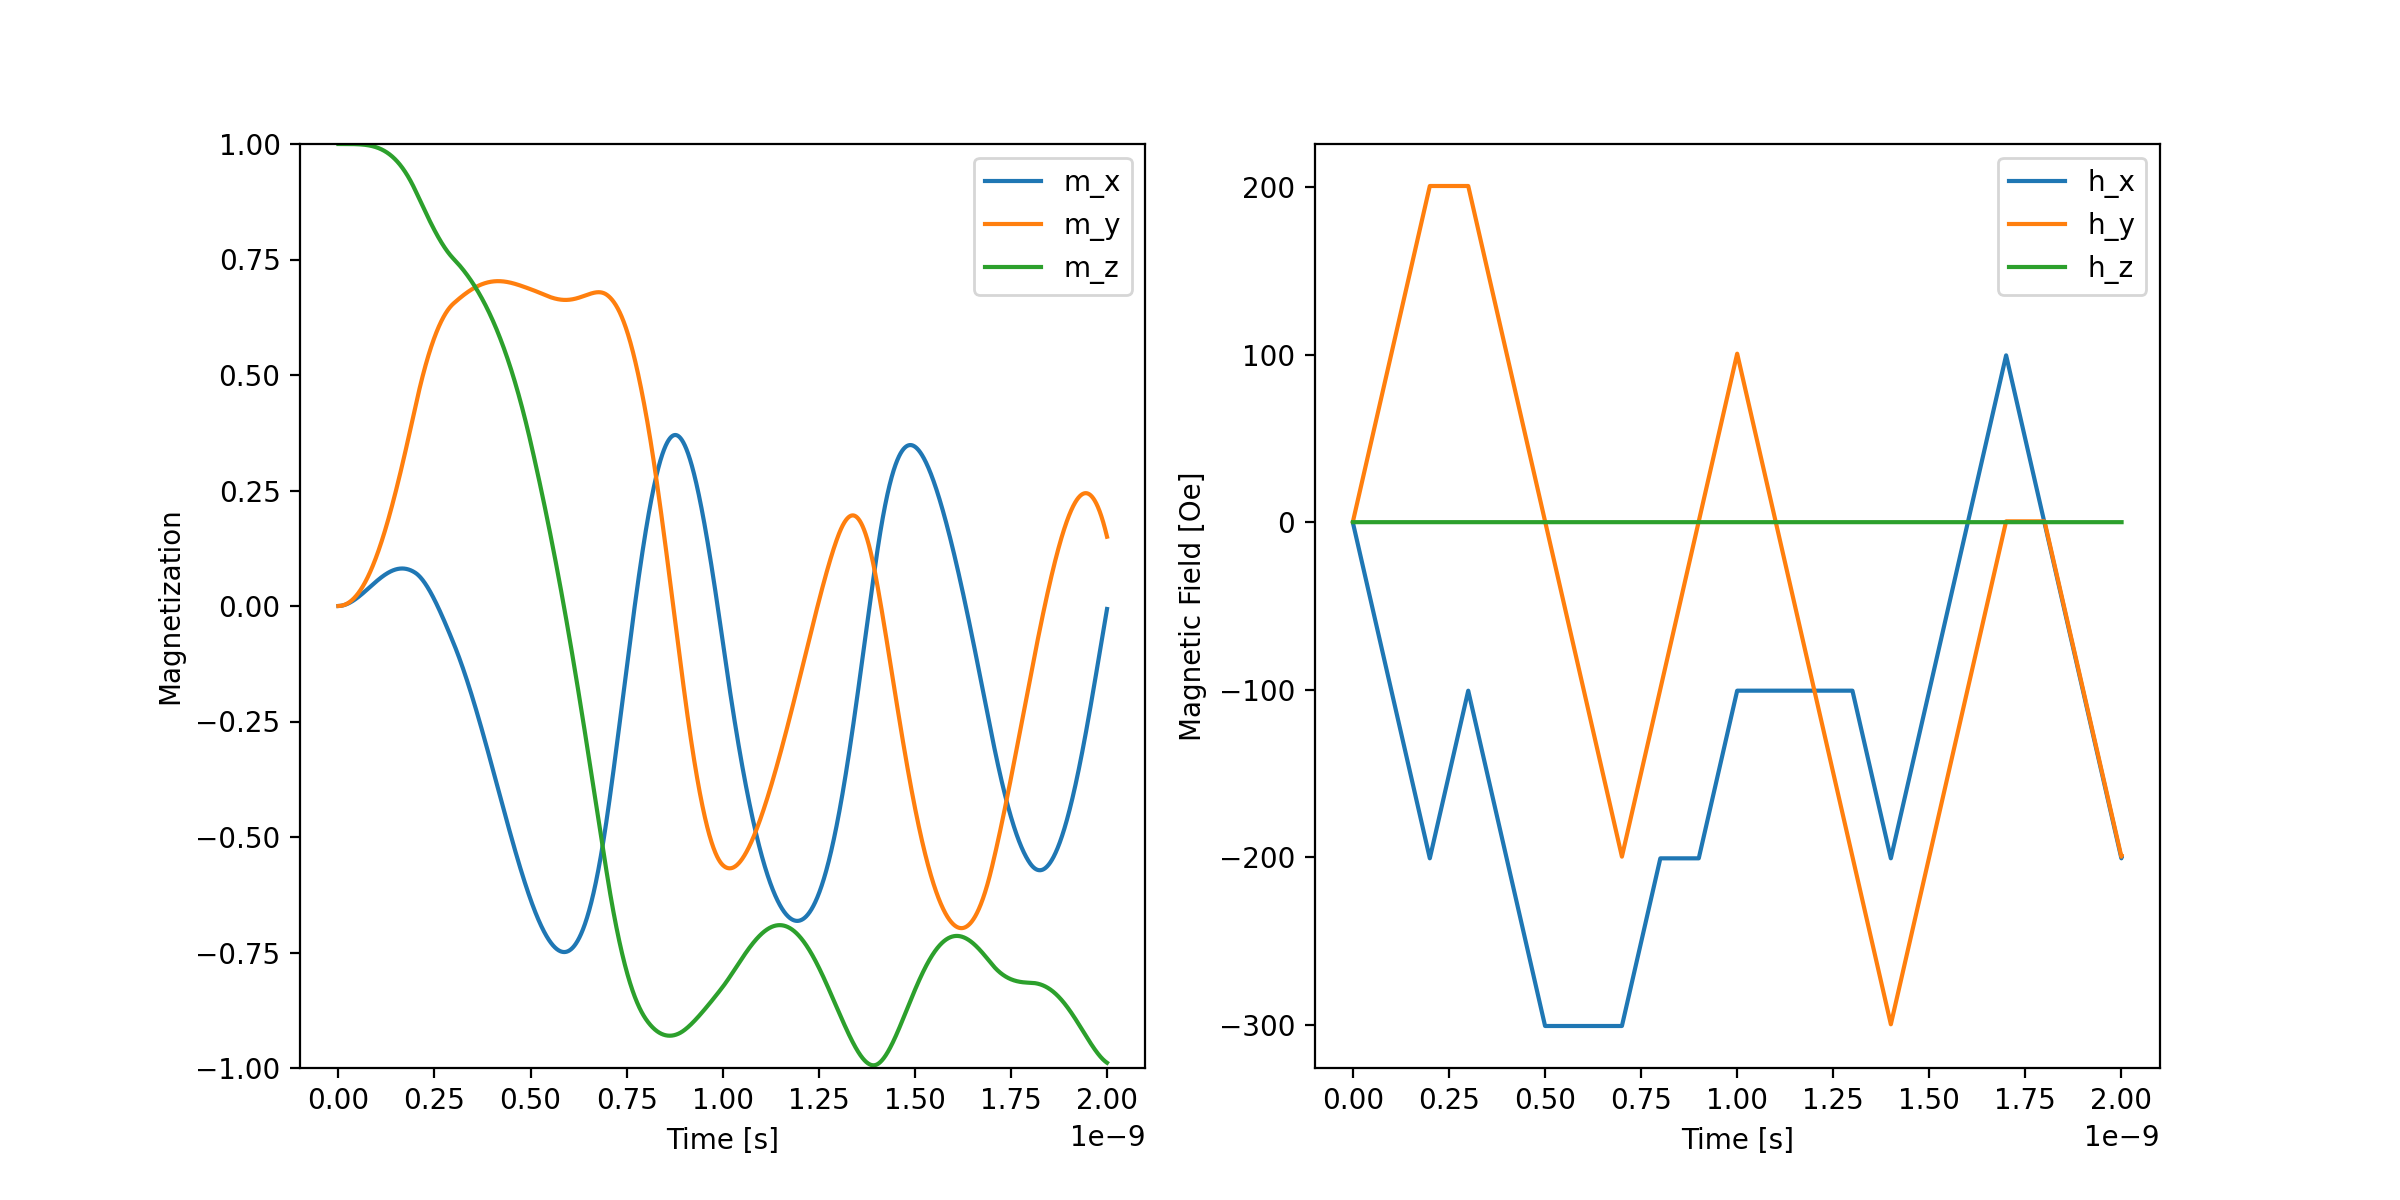 1.00
0.75
0.50
0.25
0.00
−0.25
−0.50
−0.75
−1.00
Magnetization
m_x
m_y
m_z
0.00 0.25 0.50 0.75 1.00 1.25 1.50 1.75 2.00
Time [s]
1e−9
200
100
0
−100
−200
−300
Magnetic Field [Oe]
h_x
h_y
h_z
0.00 0.25 0.50 0.75 1.00 1.25 1.50 1.75 2.00
Time [s]
1e−9